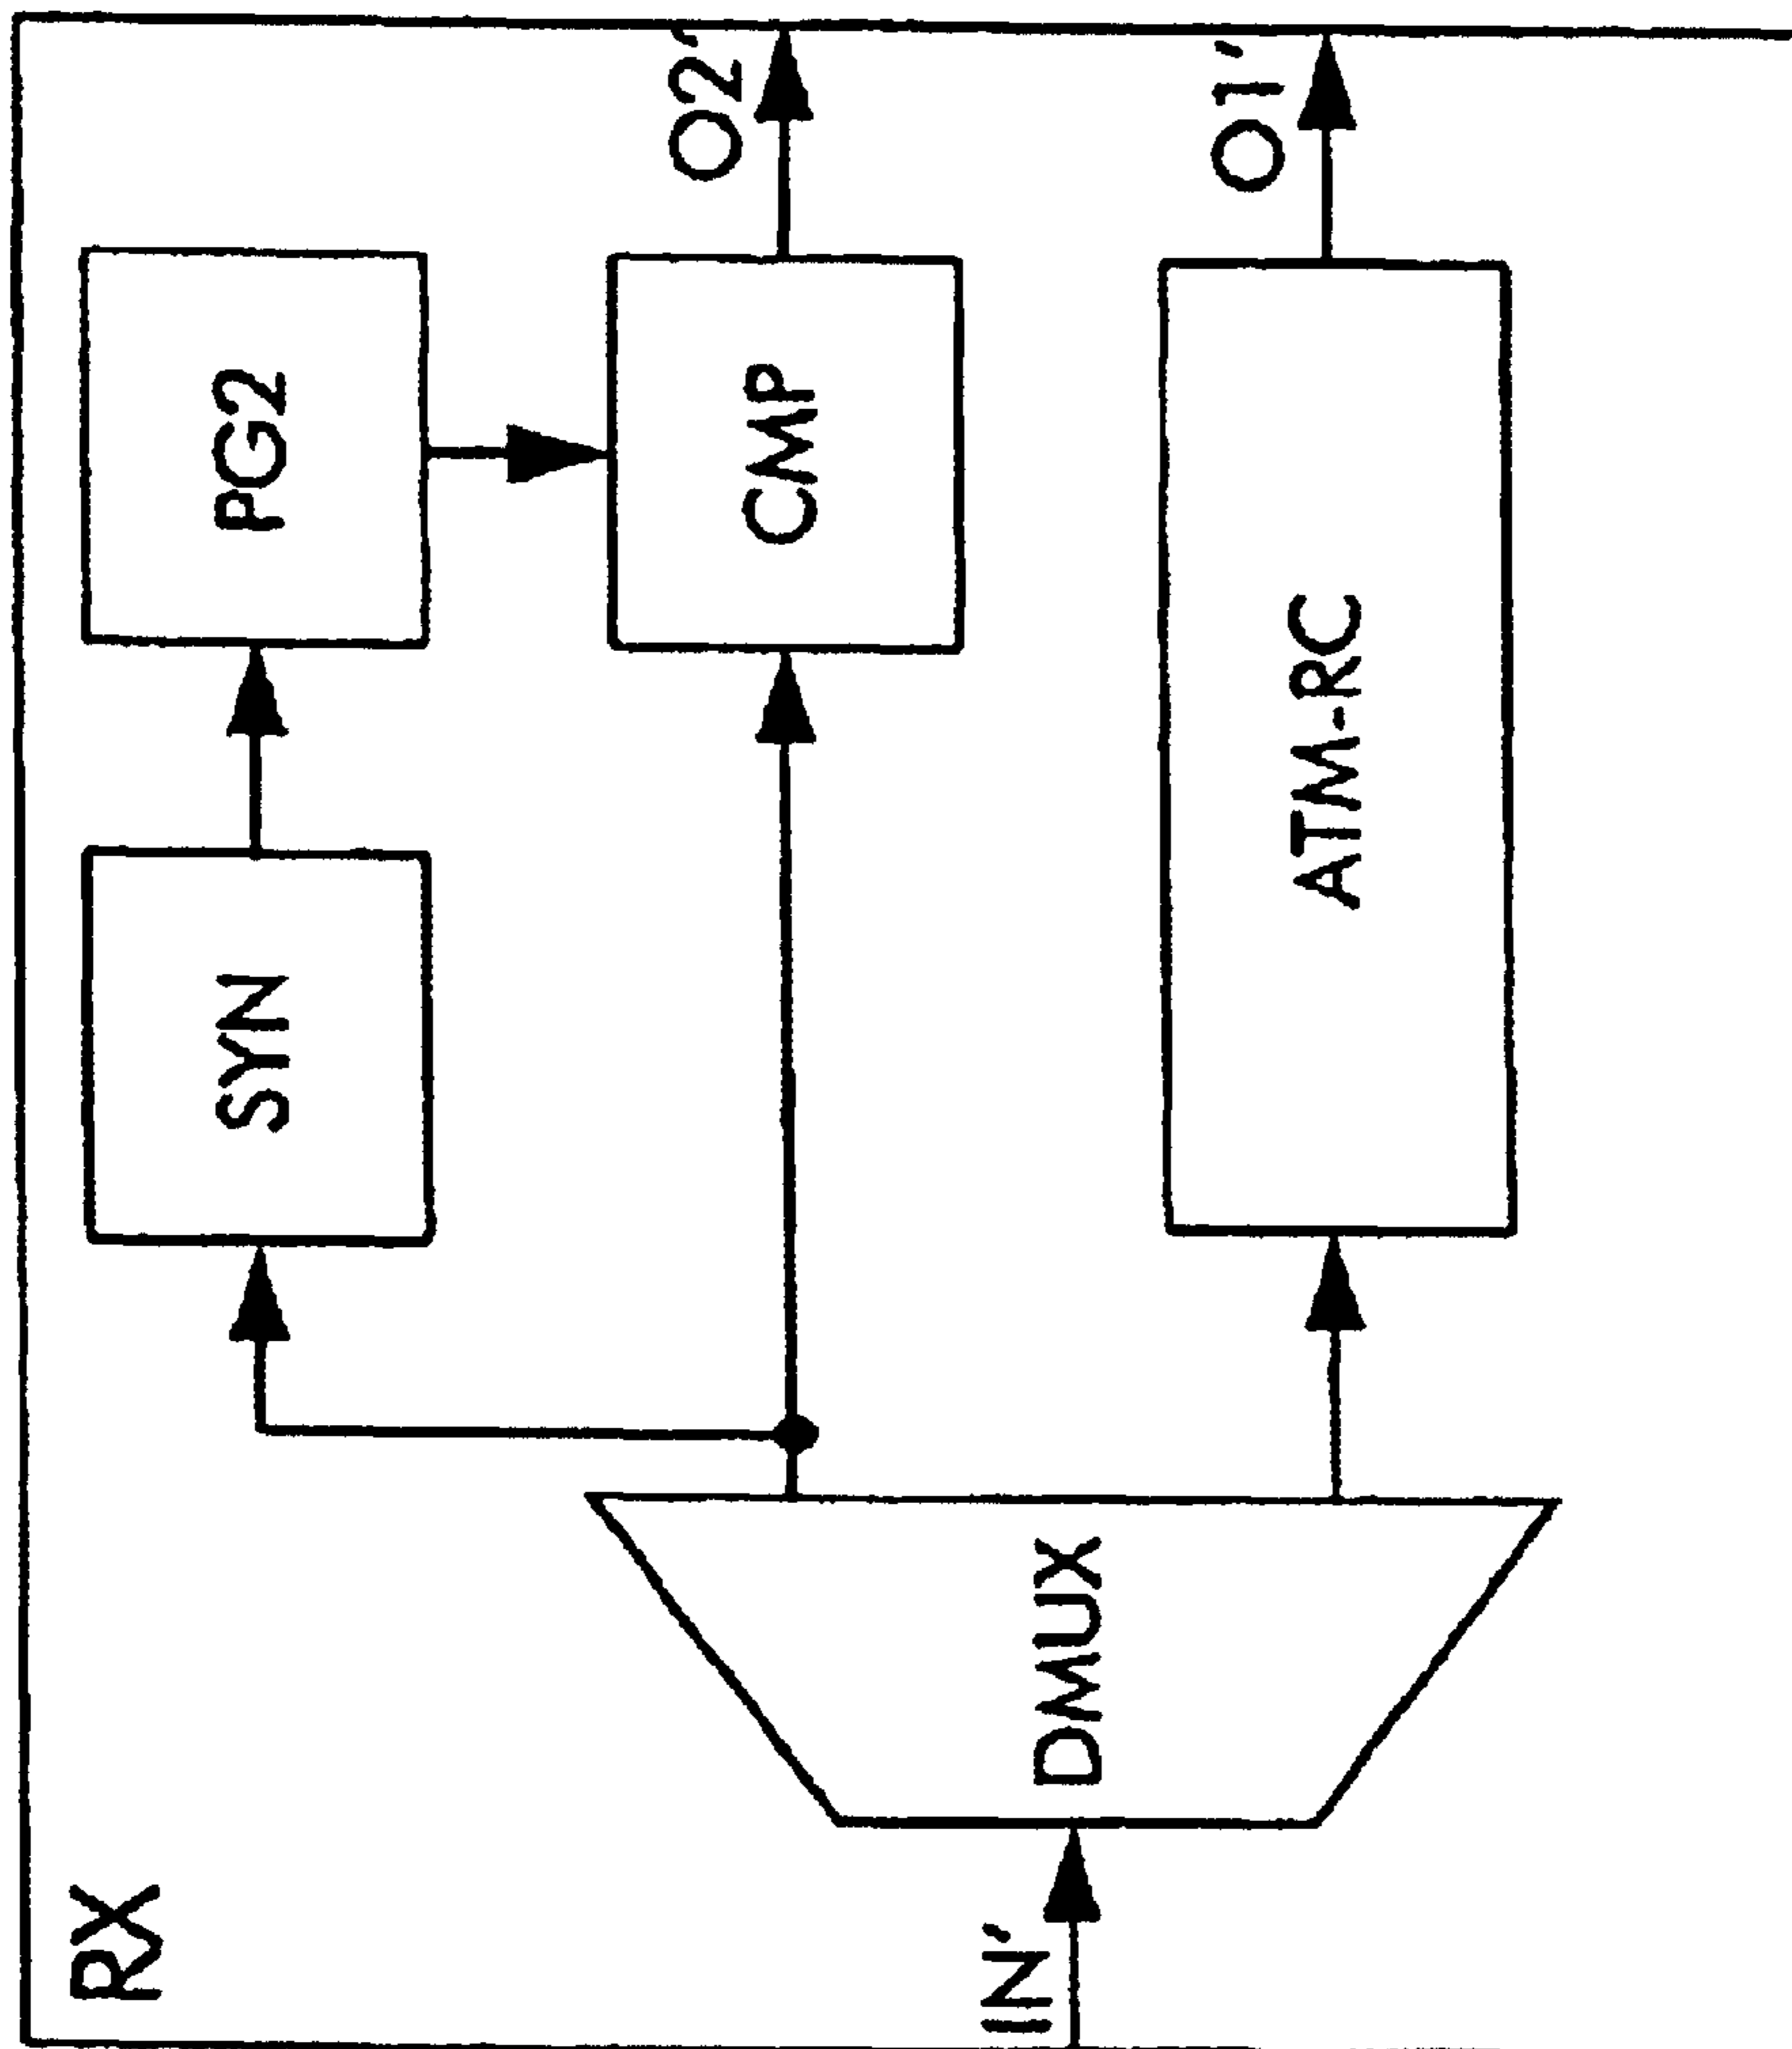 RX
SYN
PG2
O2'
CMP
IN'
DMUX
ATM-RC
O1'